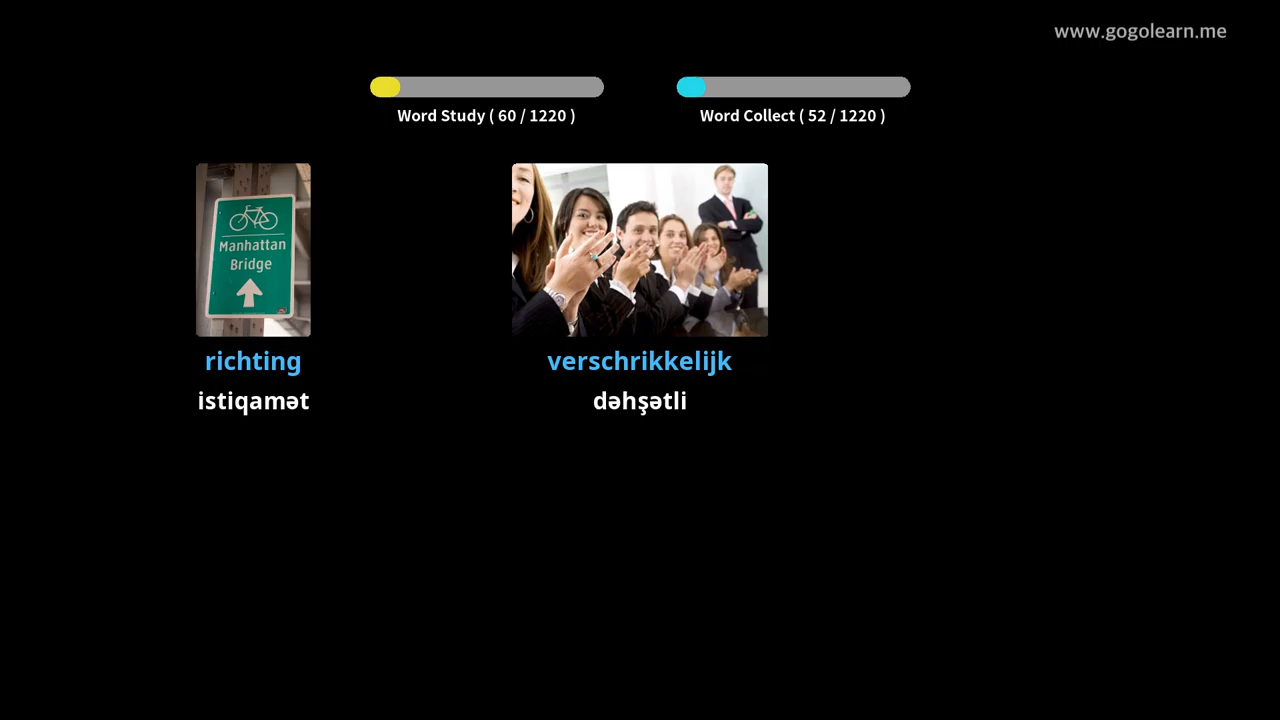 www.gogolearn.me
Word Study ( 60 / 1220 )
Word Collect ( 52 / 1220 )
Manhattan
Bridge
richting
verschrikkelijk
istiqamət
dəhşətli